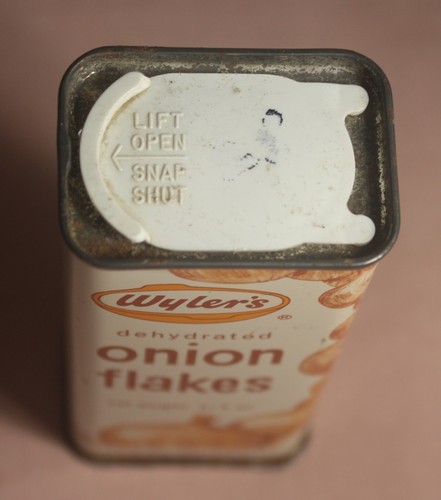 LIFT
OPEN
SNAP
SHUT
Wyler's ®
dehydrated
onion
flakes